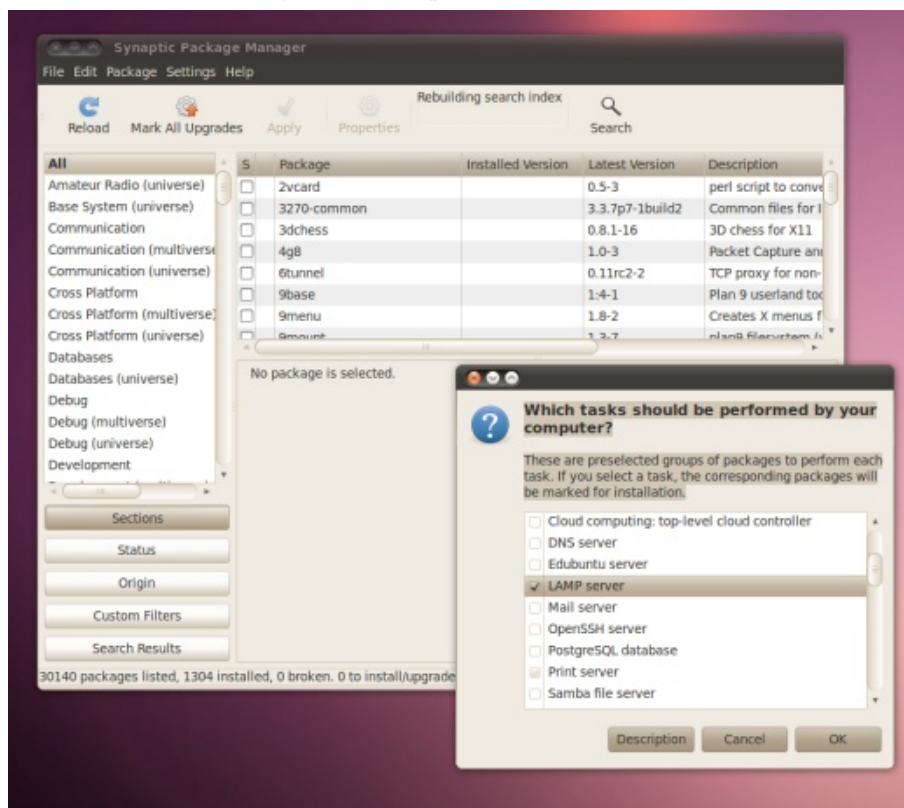 Synaptic Package Manager
File Edit Package Settings Help
Reload Mark All Upgrades Apply Properties Rebuilding search index Search
All
Amateur Radio (universe)
Base System (universe)
Communication
Communication (multiverse
Communication (universe)
Cross Platform
Cross Platform (multiverse)
Cross Platform (universe)
Databases
Databases (universe)
Debug
Debug (multiverse)
Debug (universe)
Development
Sections
Status
Origin
Custom Filters
Search Results
S Package Installed Version Latest Version Description
2vcard 0.5-3 perl script to conve
3270-common 3.3.7p7-1build2 Common files for I
3dchess 0.8.1-16 3D chess for X11
4g8 1.0-3 Packet Capture an
6tunnel 0.11rc2-2 TCP proxy for non-
9base 1:4-1 Plan 9 userland too
9menu 1.8-2 Creates X menus f
9mount 1.3-7 plan9 filesystem
No package is selected.
30140 packages listed, 1304 installed, 0 broken. 0 to install/upgrade
Which tasks should be performed by your
computer?
These are preselected groups of packages to perform each
task. If you select a task, the corresponding packages will
be marked for installation.
Cloud computing: top-level cloud controller
DNS server
Edubuntu server
LAMP server
Mail server
OpenSSH server
PostgreSQL database
Print server
Samba file server
Description Cancel OK